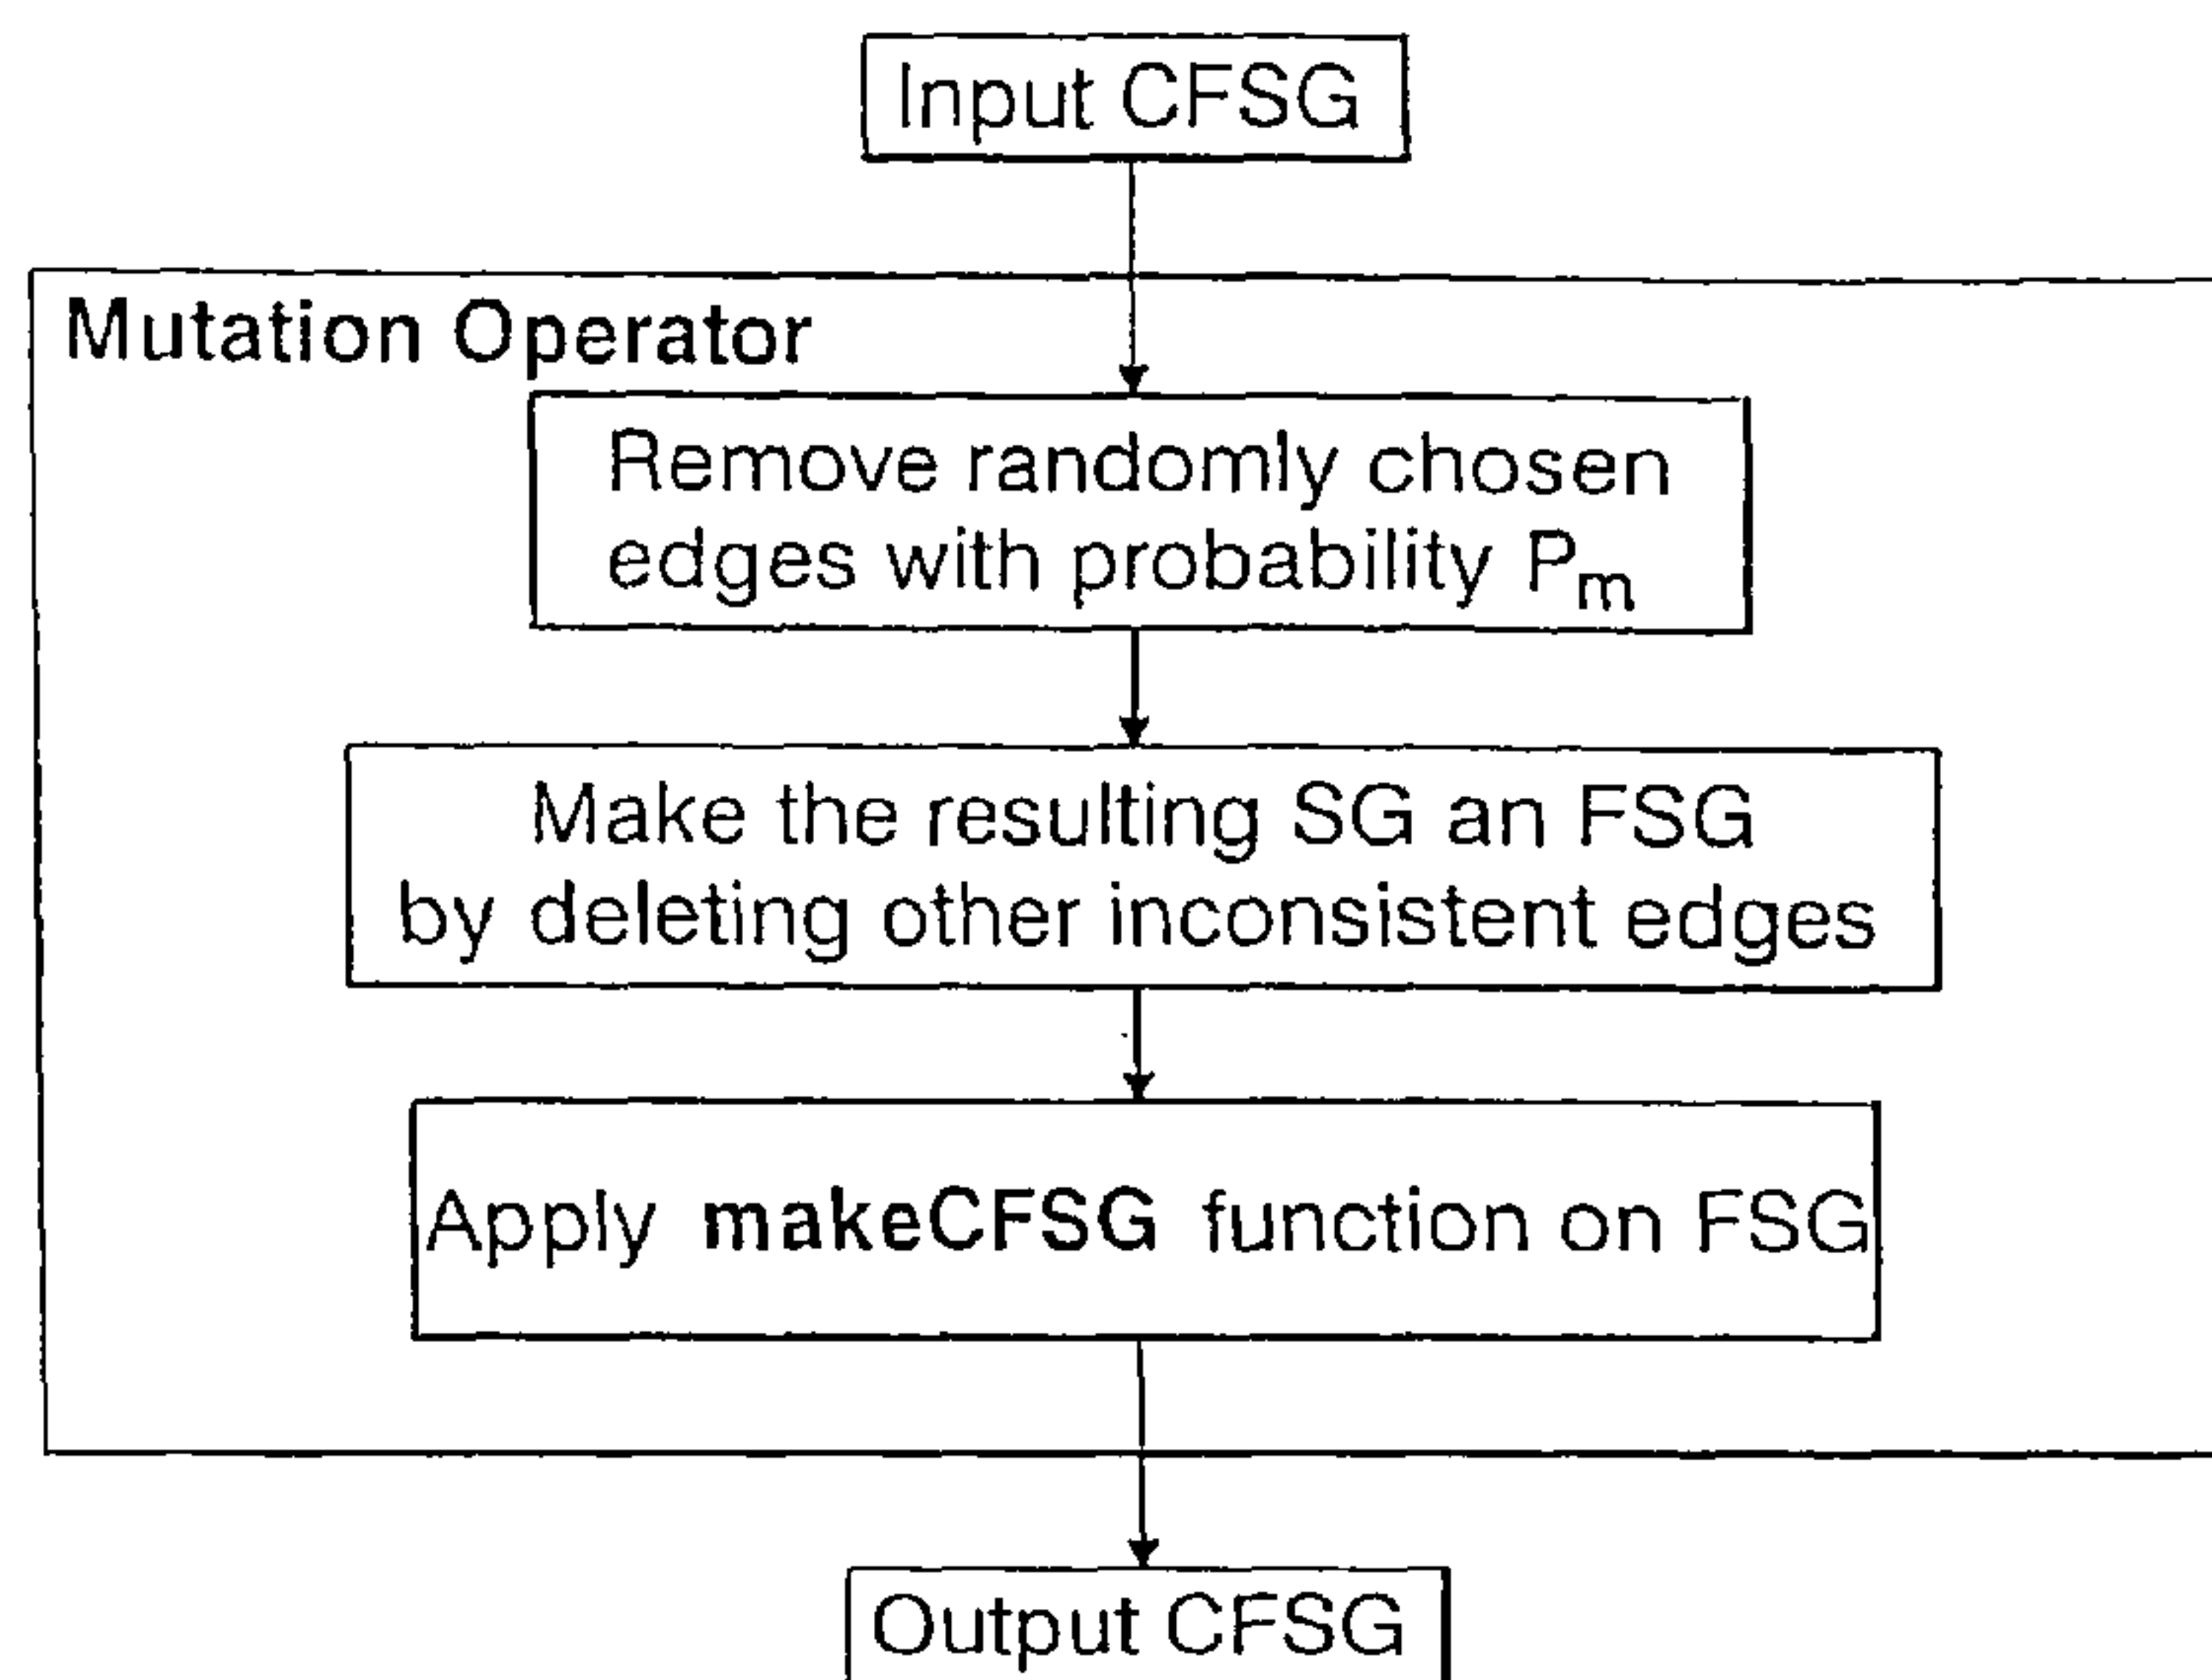 Input CFSG
Mutation Operator
Remove randomly chosen
edges with probability Pm
Make the resulting SG an FSG
by deleting other inconsistent edges
Apply makeCFSG function on FSG
Output CFSG